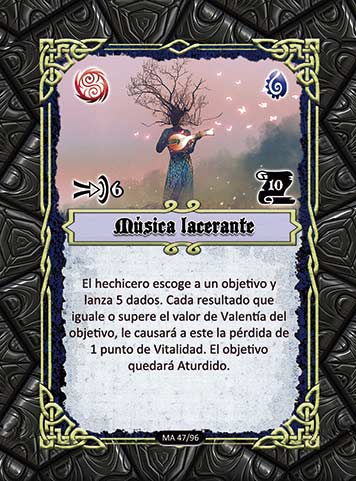 6
G 10
Música lacerante
El hechicero escoge a un objetivo y
lanza 5 dados. Cada resultado que
iguale o supere el valor de Valentía del
objetivo, le causará a este la pérdida de
1 punto de Vitalidad. El objetivo
quedará Aturdido.
MA 47/96